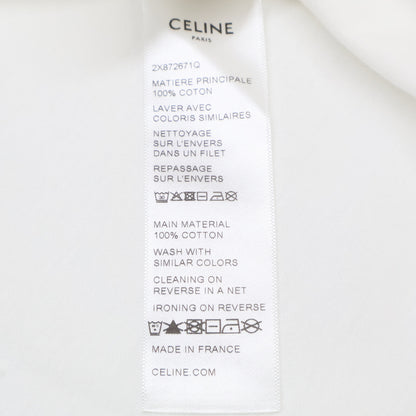 CELINE
PARIS
2X872671Q
MATIERE PRINCIPALE
100% COTON
LAVER AVEC
COLORIS SIMILAIRES
NETTOYAGE
SUR L'ENVERS
DANS UN FILET
REPASSAGE
SUR L'ENVERS
MAIN MATERIAL
100% COTTON
WASH WITH
SIMILAR COLORS
CLEANING ON
REVERSE IN A NET
IRONING ON REVERSE
MADE IN FRANCE
CELINE.COM